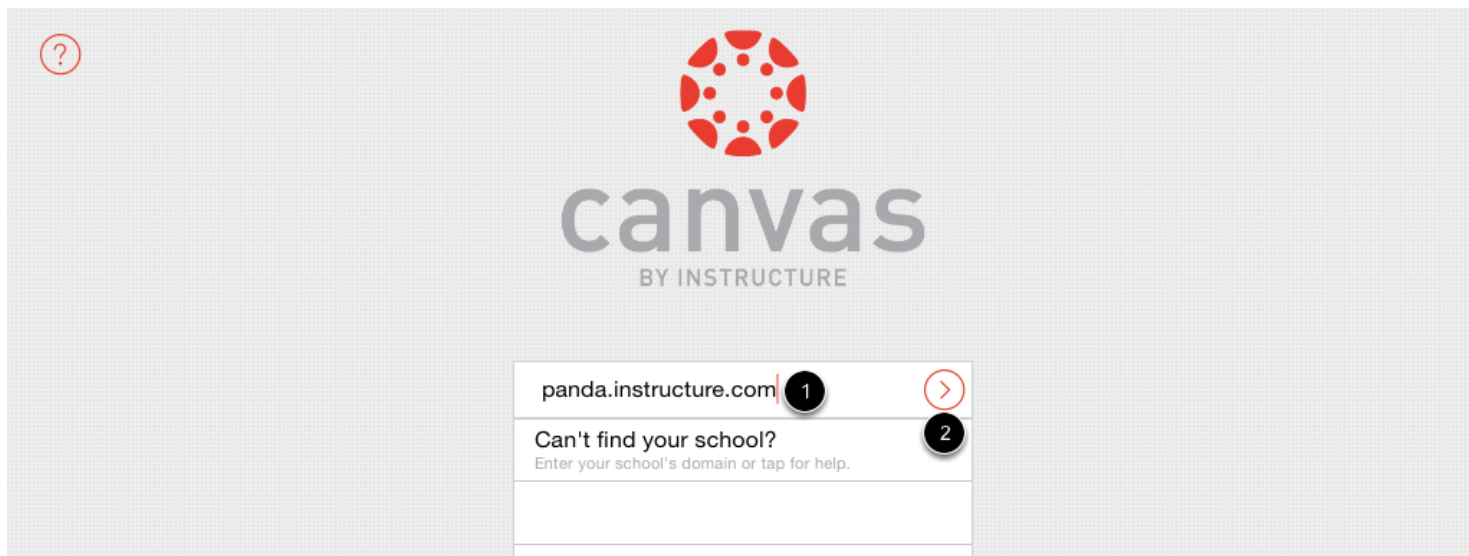 ?
canvas
BY INSTRUCTURE
panda.instructure.com 1
2
Can't find your school?
Enter your school's domain or tap for help.